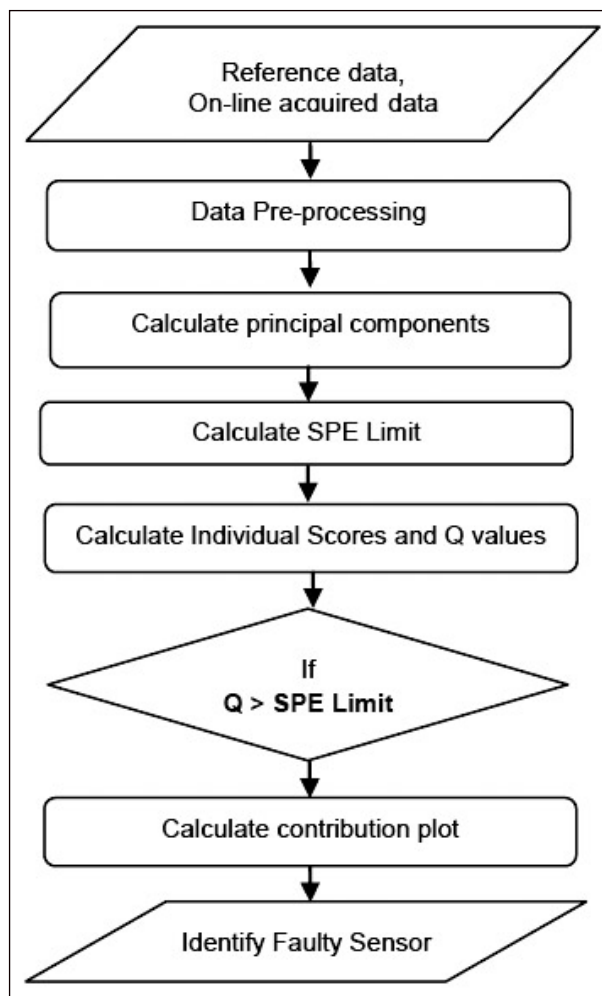 Reference data,
On-line acquired data
Data Pre-processing
Calculate principal components
Calculate SPE Limit
Calculate Individual Scores and Q values
If
Q > SPE Limit
Calculate contribution plot
Identify Faulty Sensor